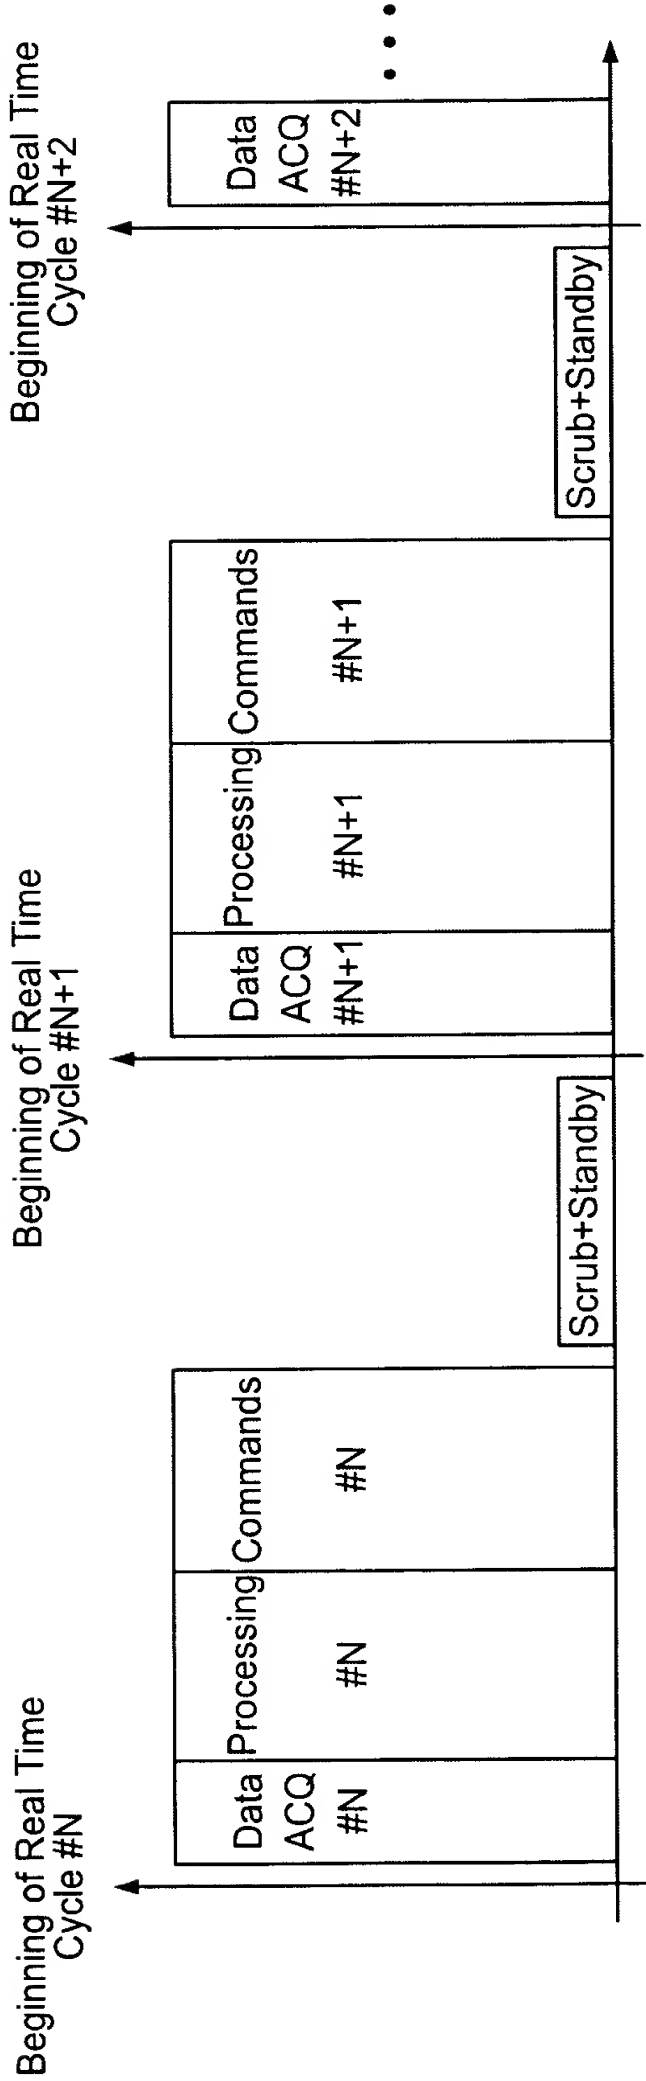 Beginning of Real Time
Cycle #N
Data
ACQ
#N
Processing
#N
Commands
#N
Scrub+Standby
Beginning of Real Time
Cycle #N+1
Data
ACQ
#N+1
Processing
#N+1
Commands
#N+1
Scrub+Standby
Beginning of Real Time
Cycle #N+2
Data
ACQ
#N+2